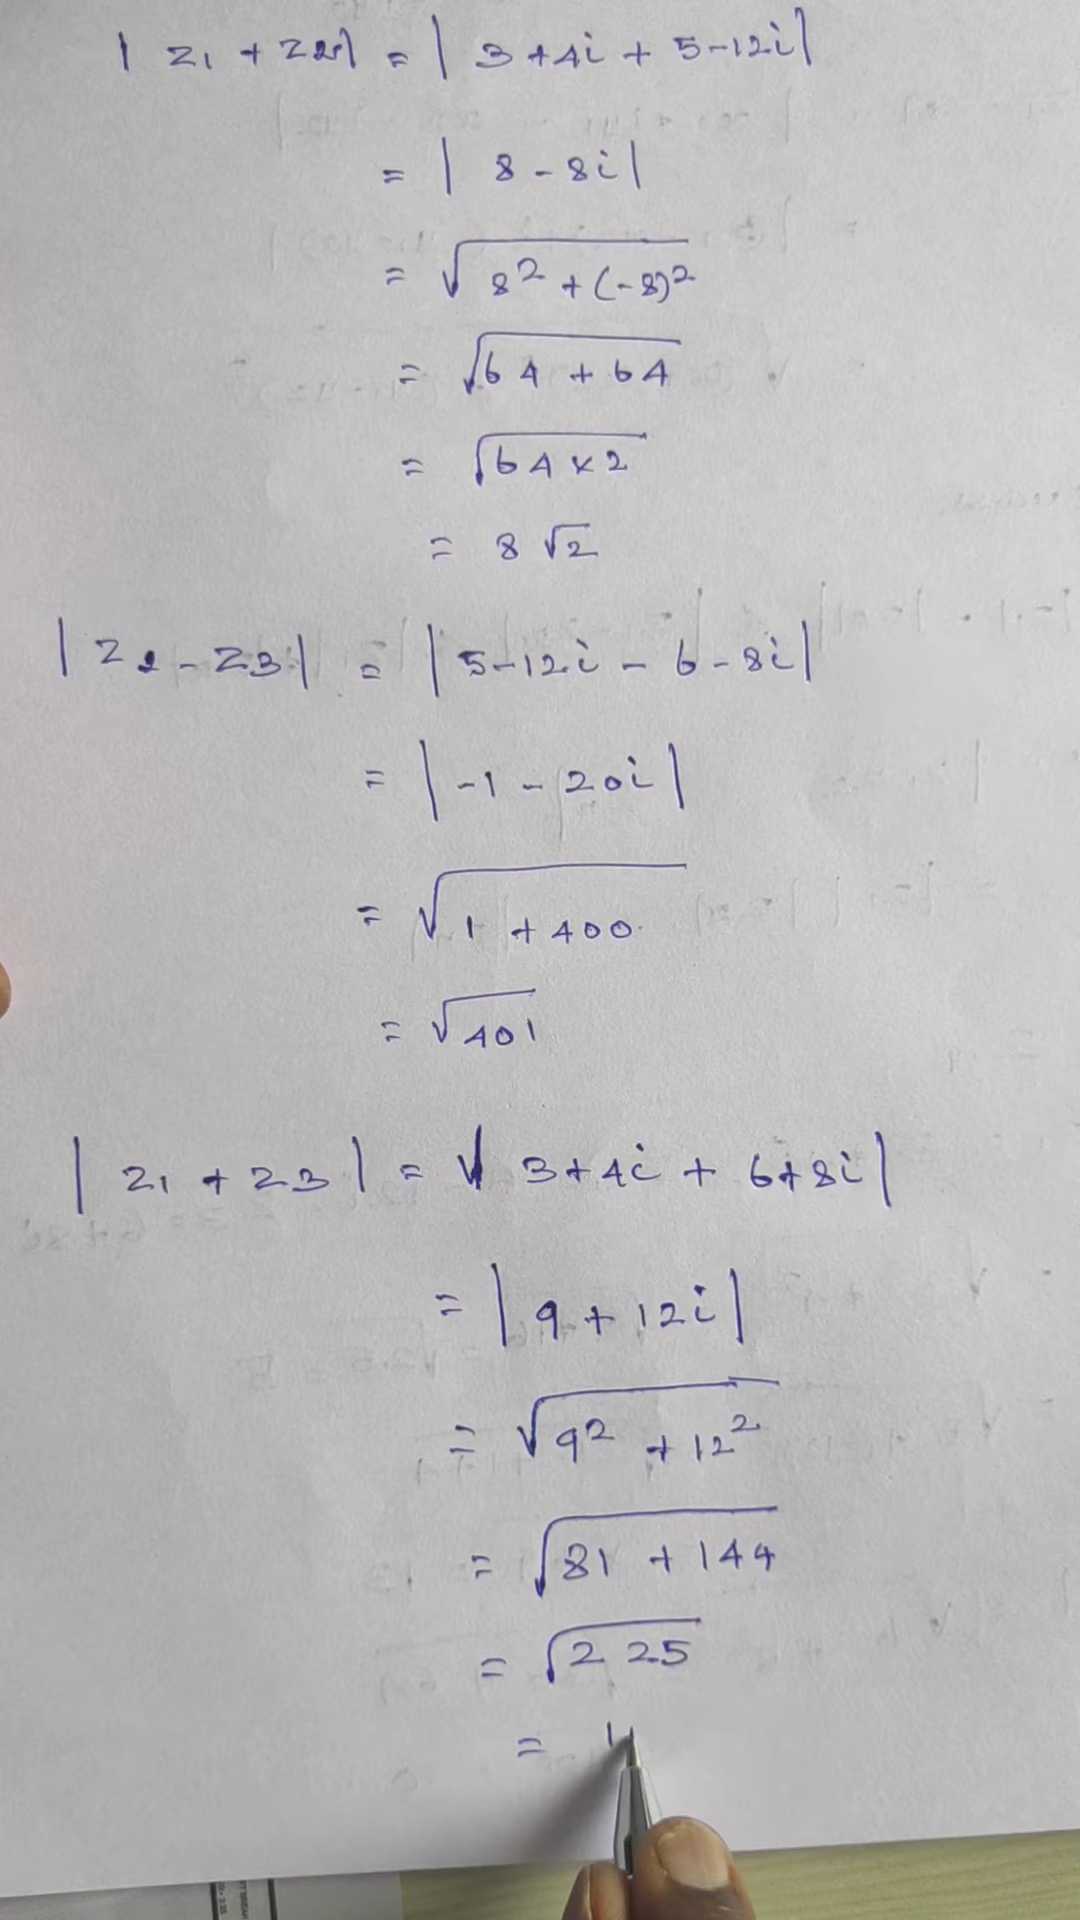 | z1 + z2 | = | 3+4i + 5-12i |
= | 8 - 8i |
= √8² + (-8)²
= √64 + 64
= √64 × 2
= 8 √2
| z2 - z3 | = | 5-12i - 6 - 8i |
= | -1 - 20i |
= √1 + 400
= √401
| z1 + z3 | = | 3+4i + 6+8i |
= | 9 + 12i |
= √9² + 12²
= √81 + 144
= √225
= 1